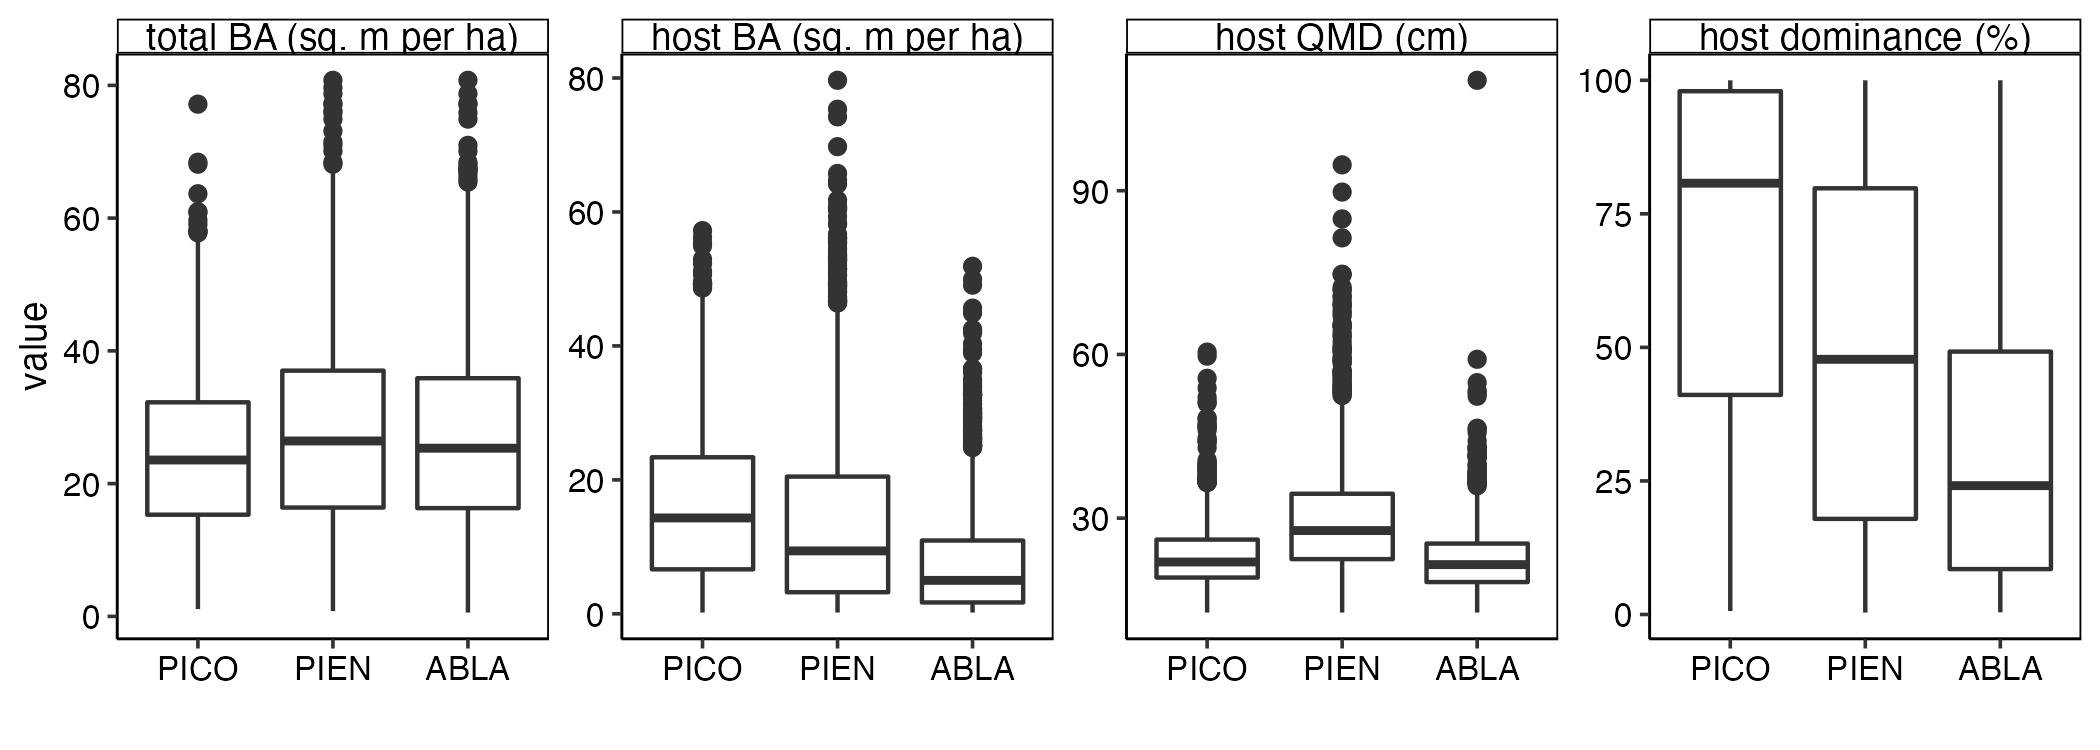 total BA (sq. m per ha)
host BA (sq. m per ha)
host QMD (cm)
host dominance (%)
value
80
60
40
20
0
PICO PIEN ABLA
80
60
40
20
0
PICO PIEN ABLA
90
60
30
PICO PIEN ABLA
100
75
50
25
0
PICO PIEN ABLA